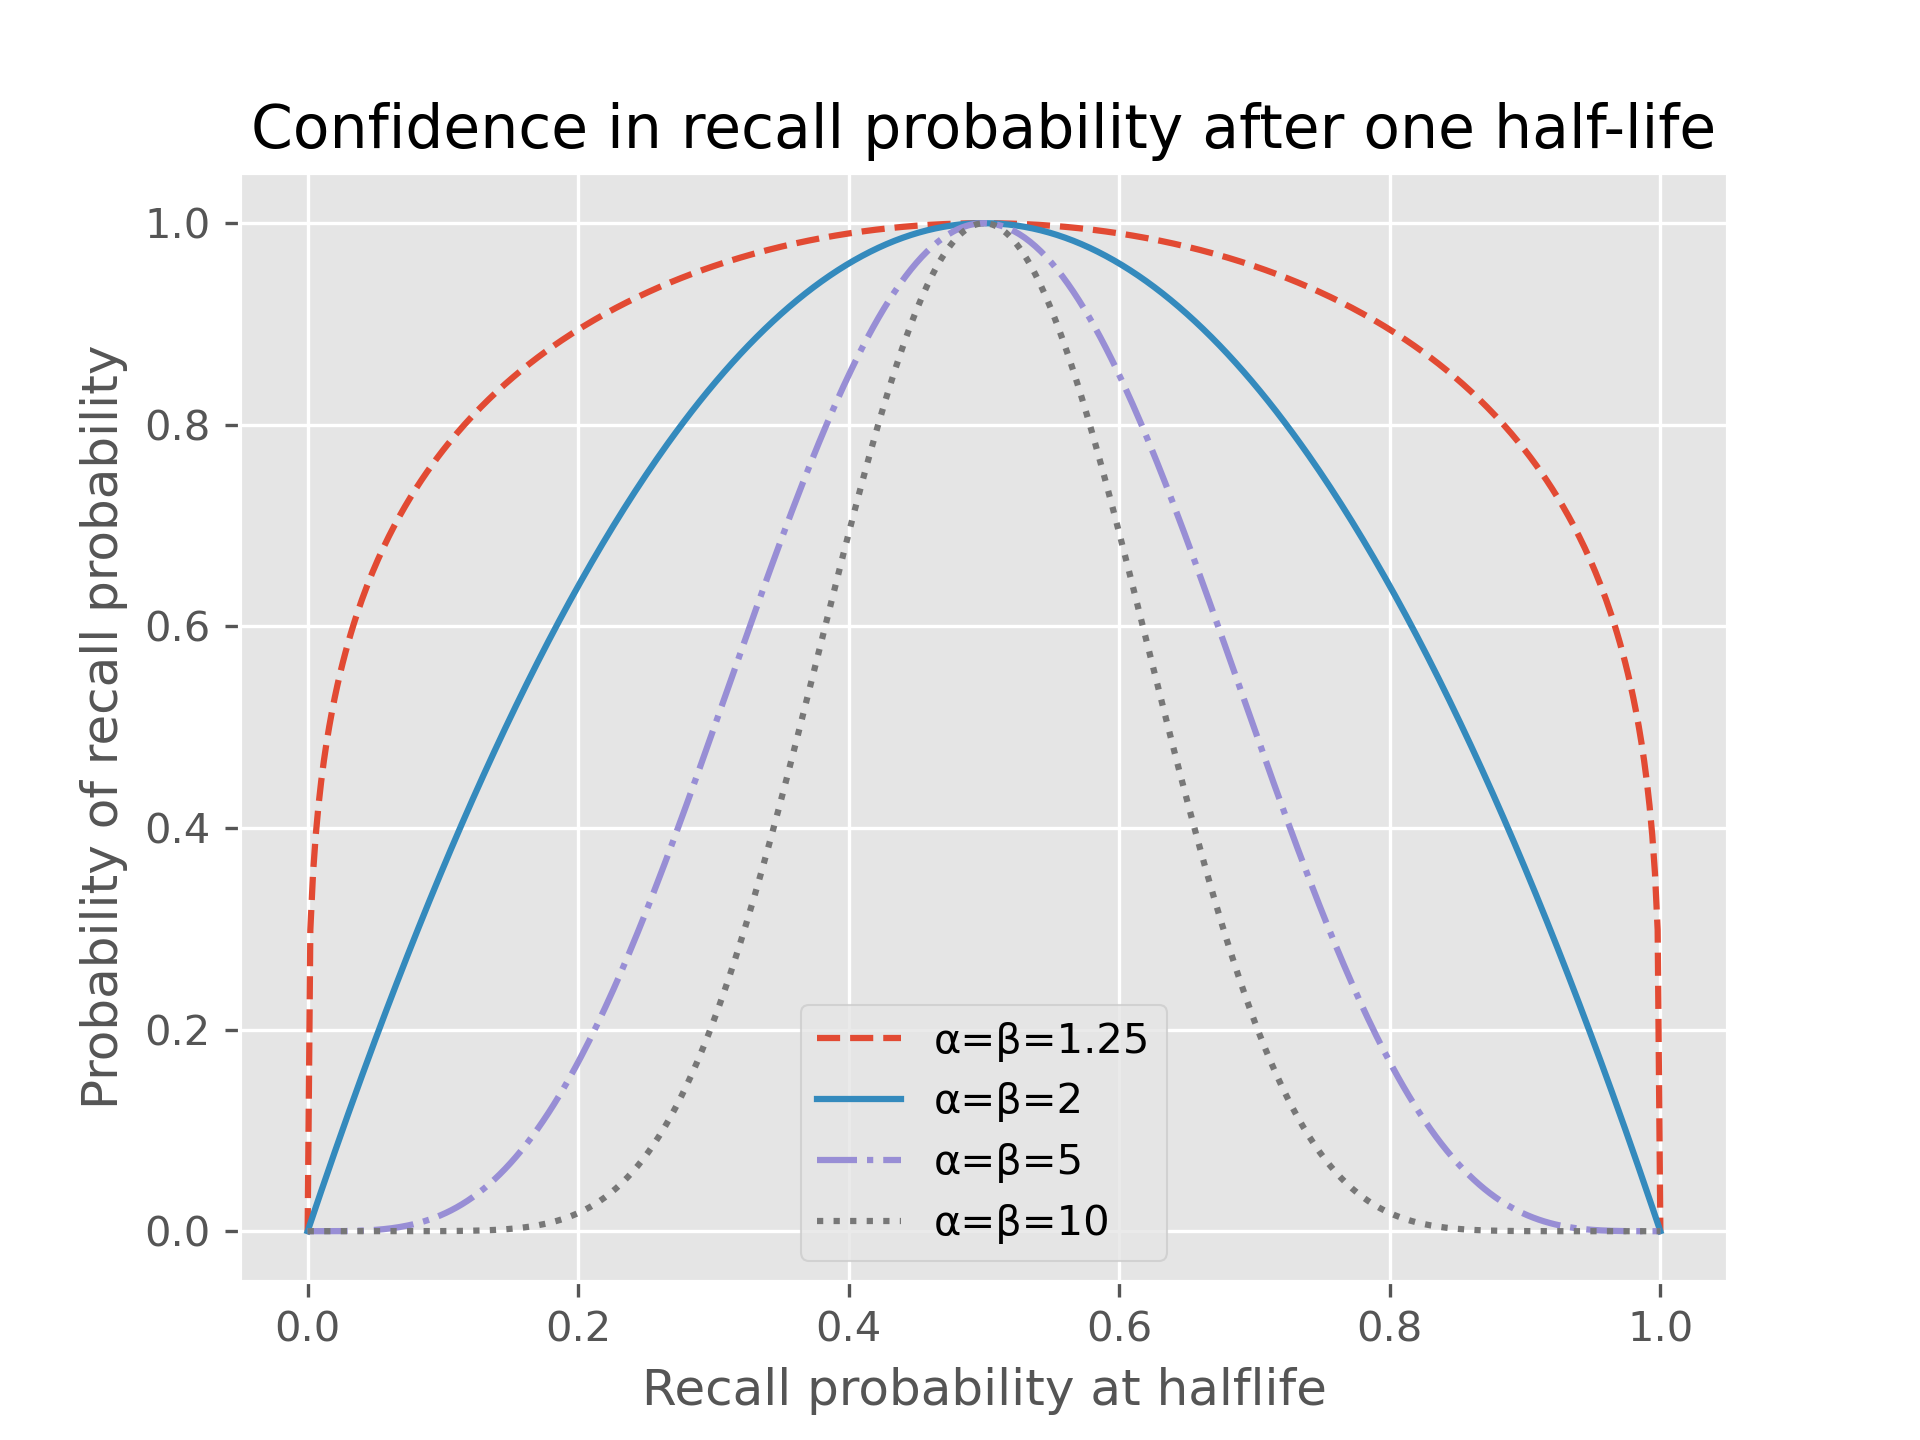 Confidence in recall probability after one half-life
Probability of recall probability
1.0
0.8
0.6
0.4
0.2
0.0
α=β=1.25
α=β=2
α=β=5
α=β=10
0.0 0.2 0.4 0.6 0.8 1.0
Recall probability at halflife